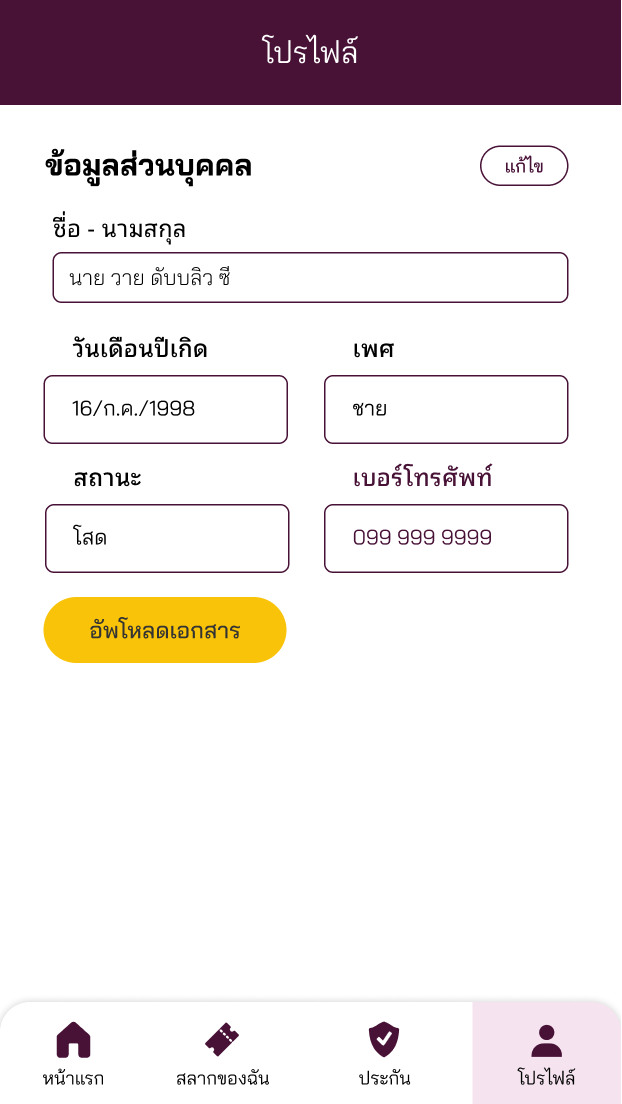 โปรไฟล์
ข้อมูลส่วนบุคคล
แก้ไข
ชื่อ - นามสกุล
นาย วาย ดับบลิว ซี
วันเดือนปีเกิด
เพศ
16/ก.ค./1998
ชาย
สถานะ
เบอร์โทรศัพท์
โสด
099 999 9999
อัพโหลดเอกสาร
หน้าแรก
สลากของฉัน
ประกัน
โปรไฟล์